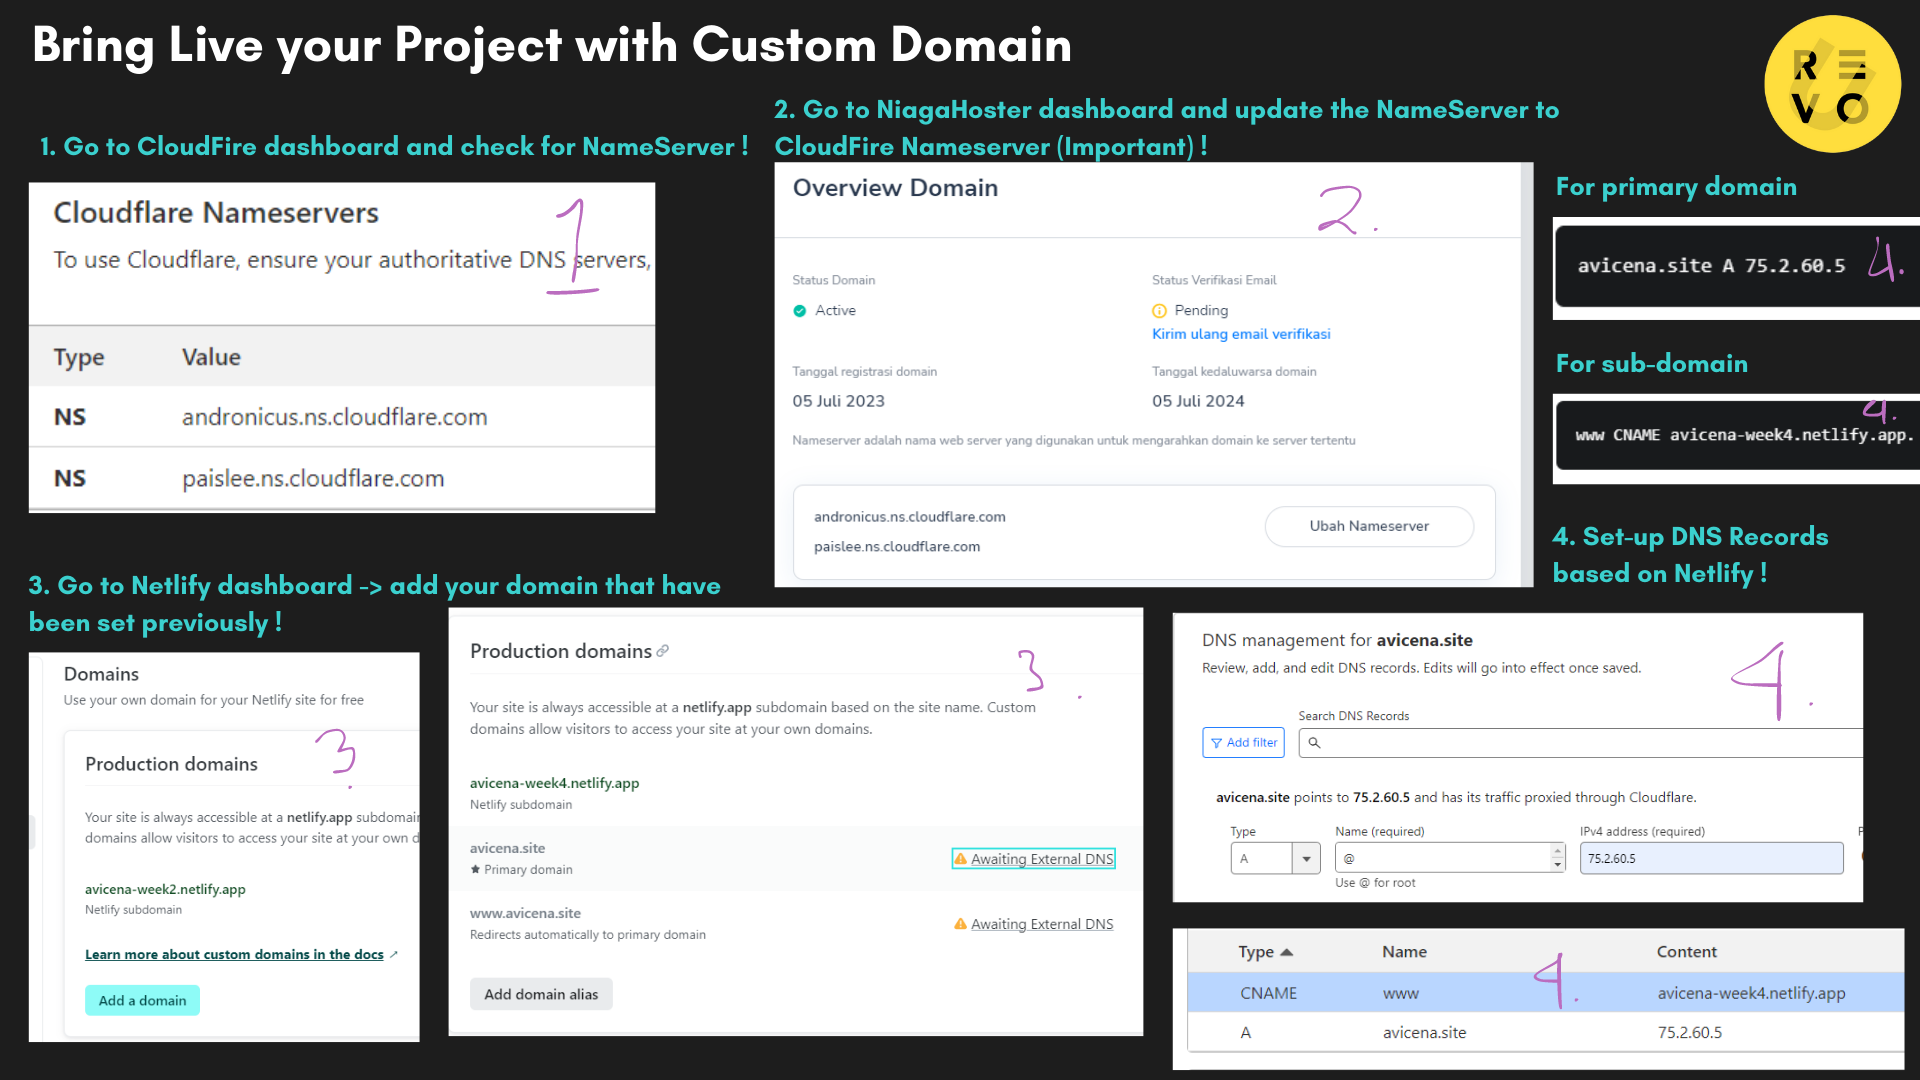 Bring Live your Project with Custom Domain
RE
VO
1. Go to CloudFire dashboard and check for NameServer !
Cloudflare Nameservers
1
To use Cloudflare, ensure your authoritative DNS servers,
Type Value
NS andronicus.ns.cloudflare.com
NS paislee.ns.cloudflare.com
2. Go to NiagaHoster dashboard and update the NameServer to
CloudFire Nameserver (Important) !
Overview Domain
2.
Status Domain Status Verifikasi Email
Active Pending
Kirim ulang email verifikasi
Tanggal registrasi domain Tanggal kedaluwarsa domain
05 Juli 2023 05 Juli 2024
Nameserver adalah nama web server yang digunakan untuk mengarahkan domain ke server tertentu
andronicus.ns.cloudflare.com
paislee.ns.cloudflare.com
Ubah Nameserver
3. Go to Netlify dashboard -> add your domain that have
been set previously !
Domains
Use your own domain for your Netlify site for free
Production domains
3.
Your site is always accessible at a netlify.app subdomai
domains allow visitors to access your site at your own d
avicena-week2.netlify.app
Netlify subdomain
Learn more about custom domains in the docs
Add a domain
Production domains
3.
Your site is always accessible at a netlify.app subdomain based on the site name. Custom
domains allow visitors to access your site at your own domains.
avicena-week4.netlify.app
Netlify subdomain
avicena.site
Primary domain
Awaiting External DNS
www.avicena.site
Redirects automatically to primary domain
Awaiting External DNS
Add domain alias
For primary domain
avicena.site A 75.2.60.5
4.
For sub-domain
4.
www CNAME avicena-week4.netlify.app.
4. Set-up DNS Records
based on Netlify !
DNS management for avicena.site
Review, add, and edit DNS records. Edits will go into effect once saved.
4.
Search DNS Records
Add filter
avicena.site points to 75.2.60.5 and has its traffic proxied through Cloudflare.
Type Name (required) IPv4 address (required) P
A @ 75.2.60.5
Use @ for root
Type Name Content
4.
CNAME www avicena-week4.netlify.app
A avicena.site 75.2.60.5